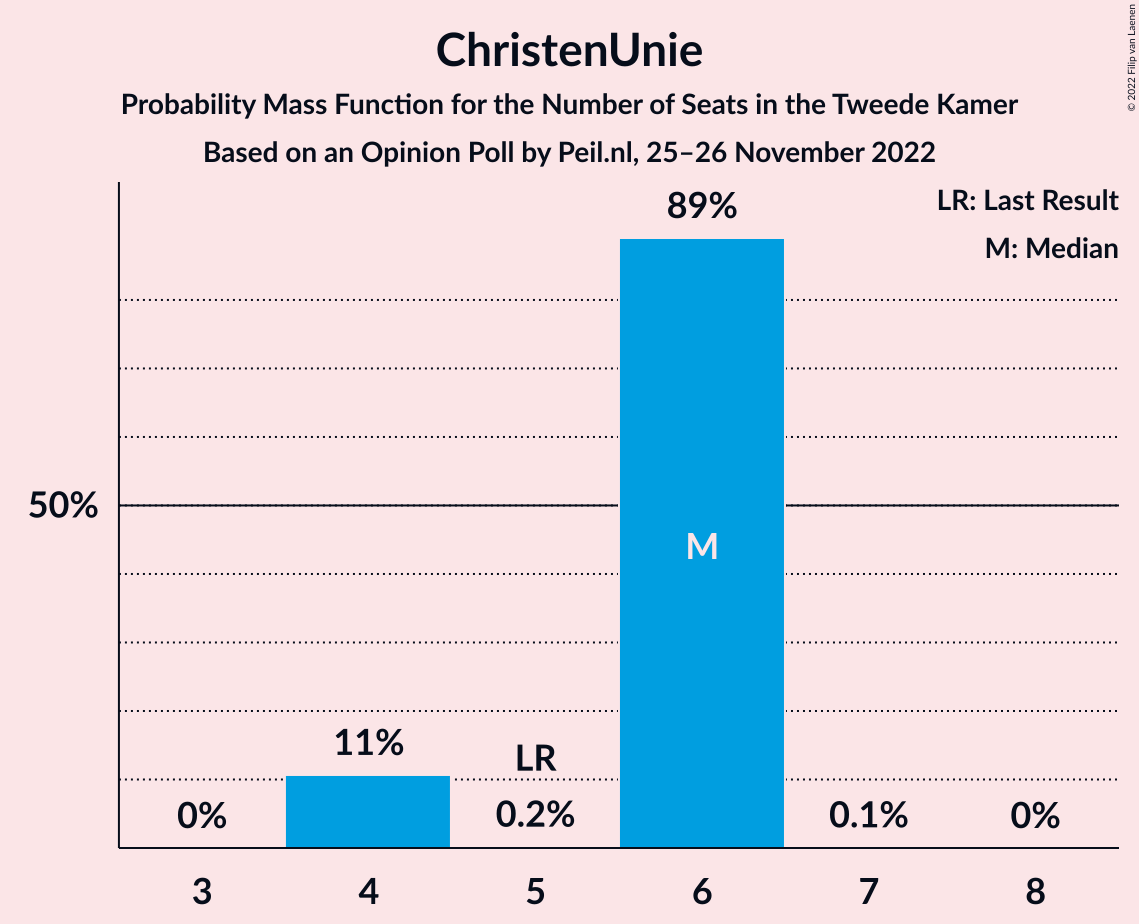 ChristenUnie
Probability Mass Function for the Number of Seats in the Tweede Kamer
Based on an Opinion Poll by Peil.nl, 25–26 November 2022
© 2022 Filip van Laenen
LR: Last Result
M: Median
89%
50%
M
11%
LR
0%
0.2%
0.1%
0%
3 4 5 6 7 8